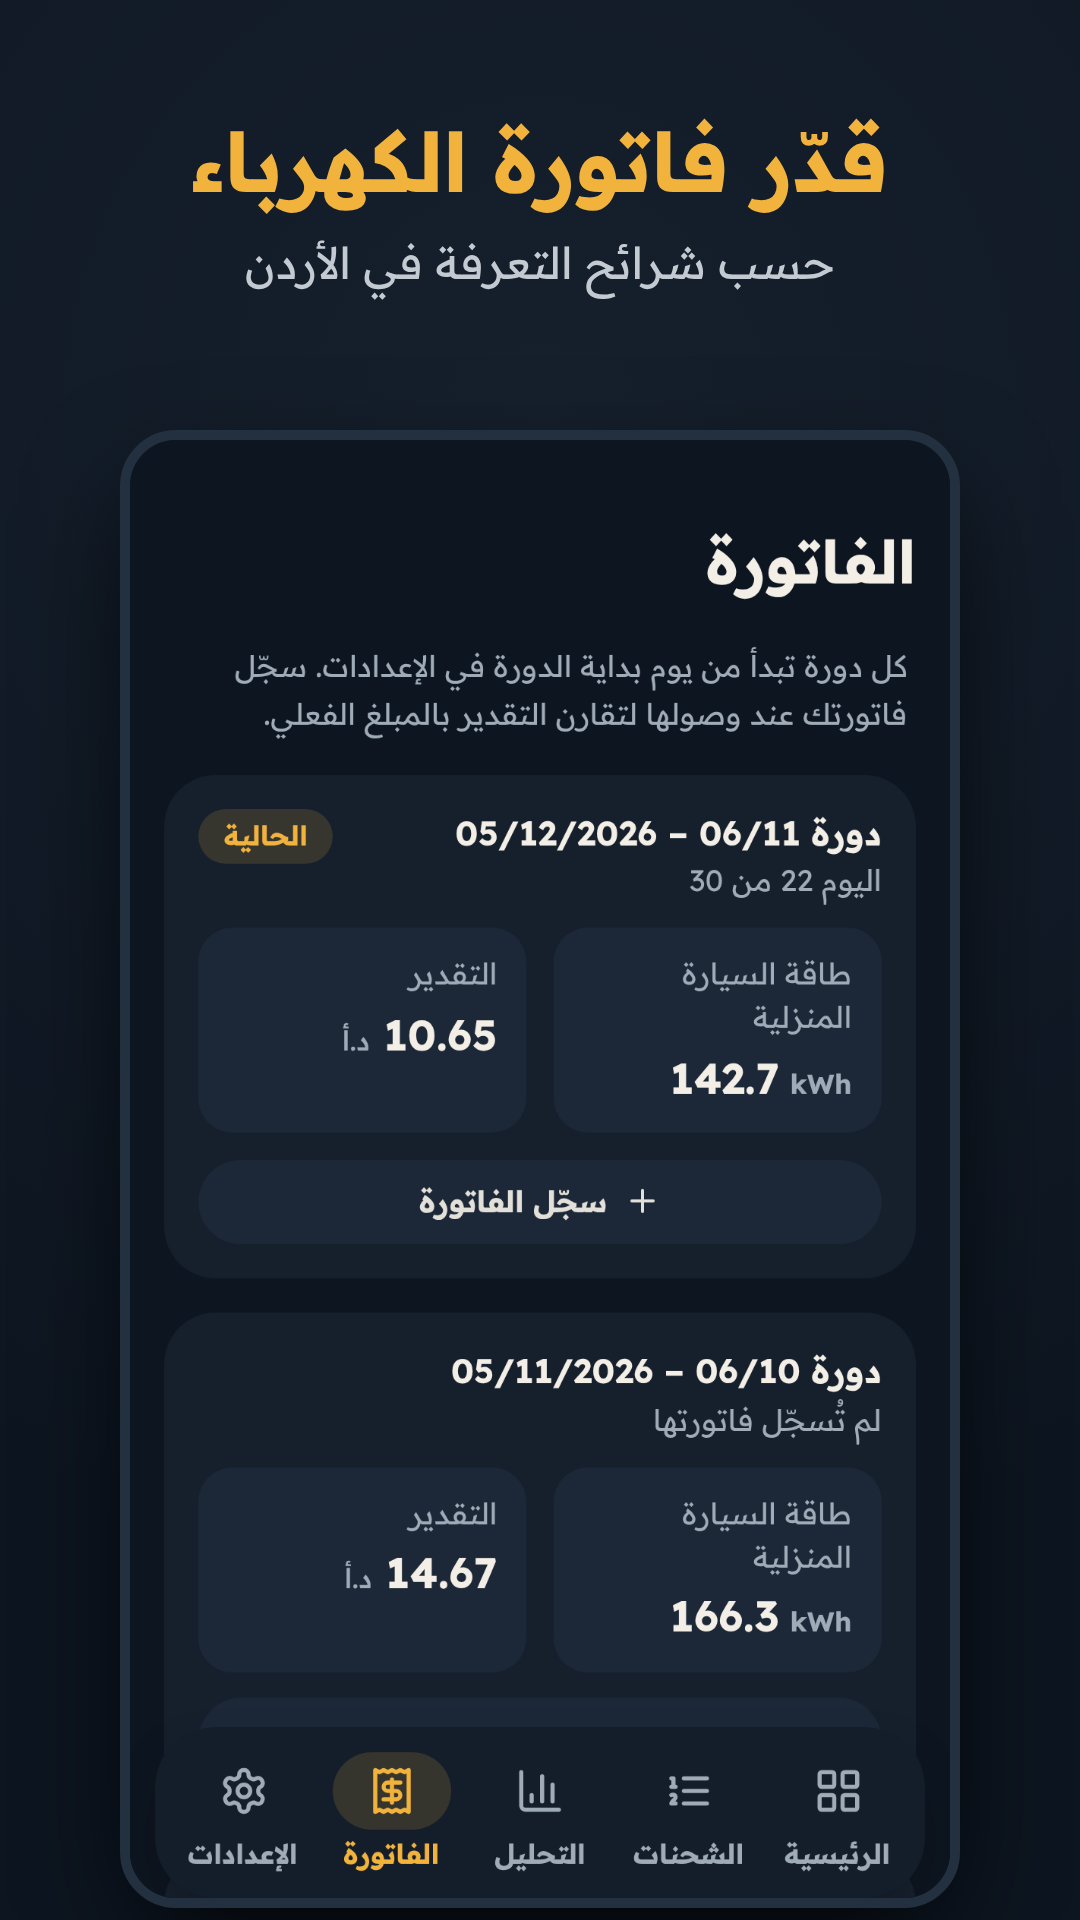 قدّر فاتورة الكهرباء
حسب شرائح التعرفة في الأردن
الفاتورة
كل دورة تبدأ من يوم بداية الدورة في الإعدادات. سجّل
فاتورتك عند وصولها لتقارن التقدير بالمبلغ الفعلي.
دورة 06/11 – 05/12/2026
الحالية
اليوم 22 من 30
طاقة السيارة
المنزلية
142.7 kWh
التقدير
10.65 د.أ
سجّل الفاتورة
دورة 06/10 – 05/11/2026
لم تُسجّل فاتورتها
طاقة السيارة
المنزلية
166.3 kWh
التقدير
14.67 د.أ
الرئيسية
الشحنات
التحليل
الفاتورة
الإعدادات